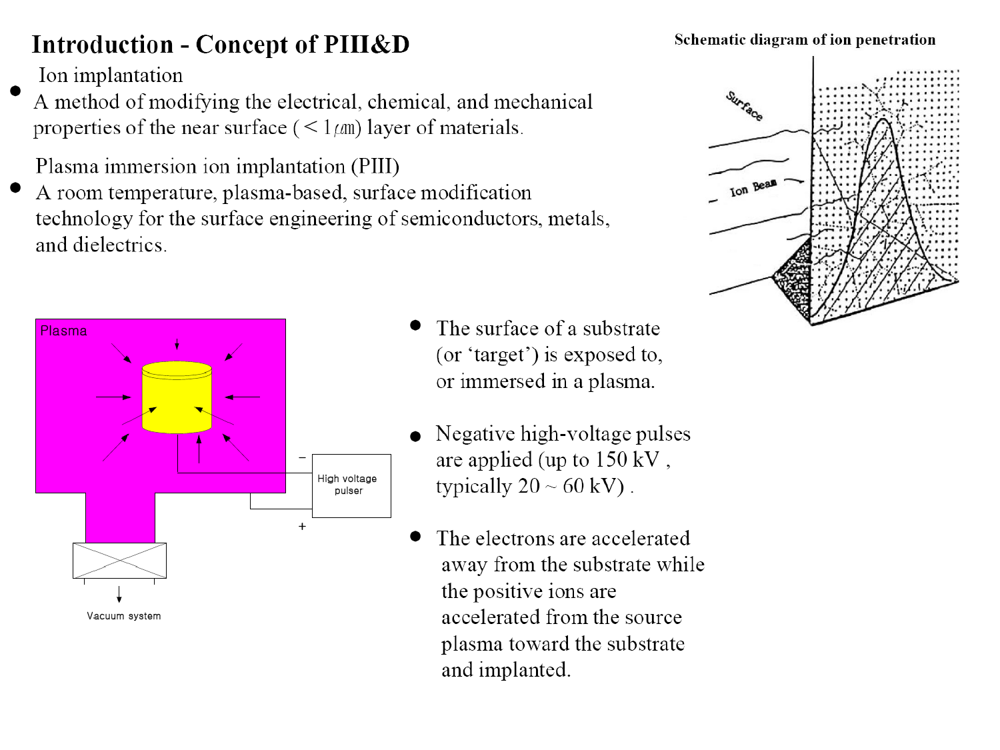 Introduction - Concept of PIII&D
Schematic diagram of ion penetration
• Ion implantation
A method of modifying the electrical, chemical, and mechanical
properties of the near surface ( < 1㎛) layer of materials.
• Plasma immersion ion implantation (PIII)
A room temperature, plasma-based, surface modification
technology for the surface engineering of semiconductors, metals,
and dielectrics.
Surface
Ion Beam
Plasma
−
High voltage
pulser
+
Vacuum system
• The surface of a substrate
(or ‘target’) is exposed to,
or immersed in a plasma.
• Negative high-voltage pulses
are applied (up to 150 kV ,
typically 20 ~ 60 kV) .
• The electrons are accelerated
away from the substrate while
the positive ions are
accelerated from the source
plasma toward the substrate
and implanted.